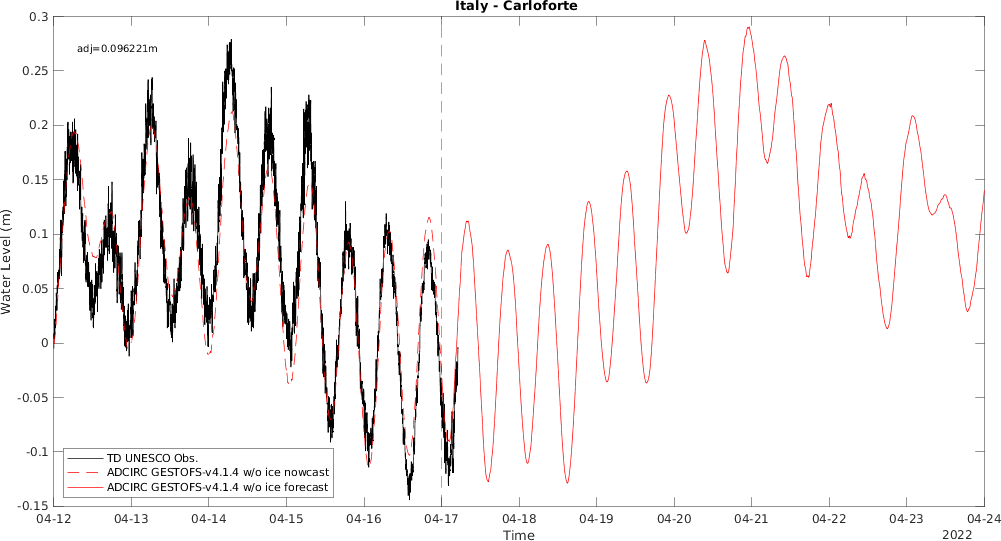 Italy - Carloforte
adj=0.096221m
Water Level (m)
0.3
0.25
0.2
0.15
0.1
0.05
0
-0.05
-0.1
-0.15
TD UNESCO Obs.
ADCIRC GESTOFS-v4.1.4 w/o ice nowcast
ADCIRC GESTOFS-v4.1.4 w/o ice forecast
04-12 04-13 04-14 04-15 04-16 04-17 04-18 04-19 04-20 04-21 04-22 04-23 04-24
Time
2022